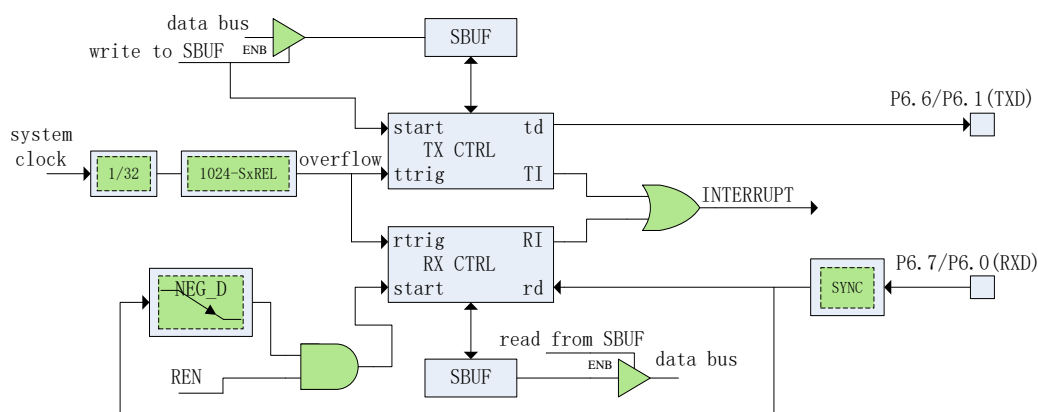 data bus
ENB
SBUF
write to SBUF
P6.6/P6.1(TXD)
start
td
TX CTRL
ttrig
TI
system
clock
1/32
1024-SxREL
overflow
INTERRUPT
rtrig
RI
RX CTRL
start
rd
P6.7/P6.0(RXD)
SYNC
NEG_D
read from SBUF
ENB
data bus
REN
SBUF